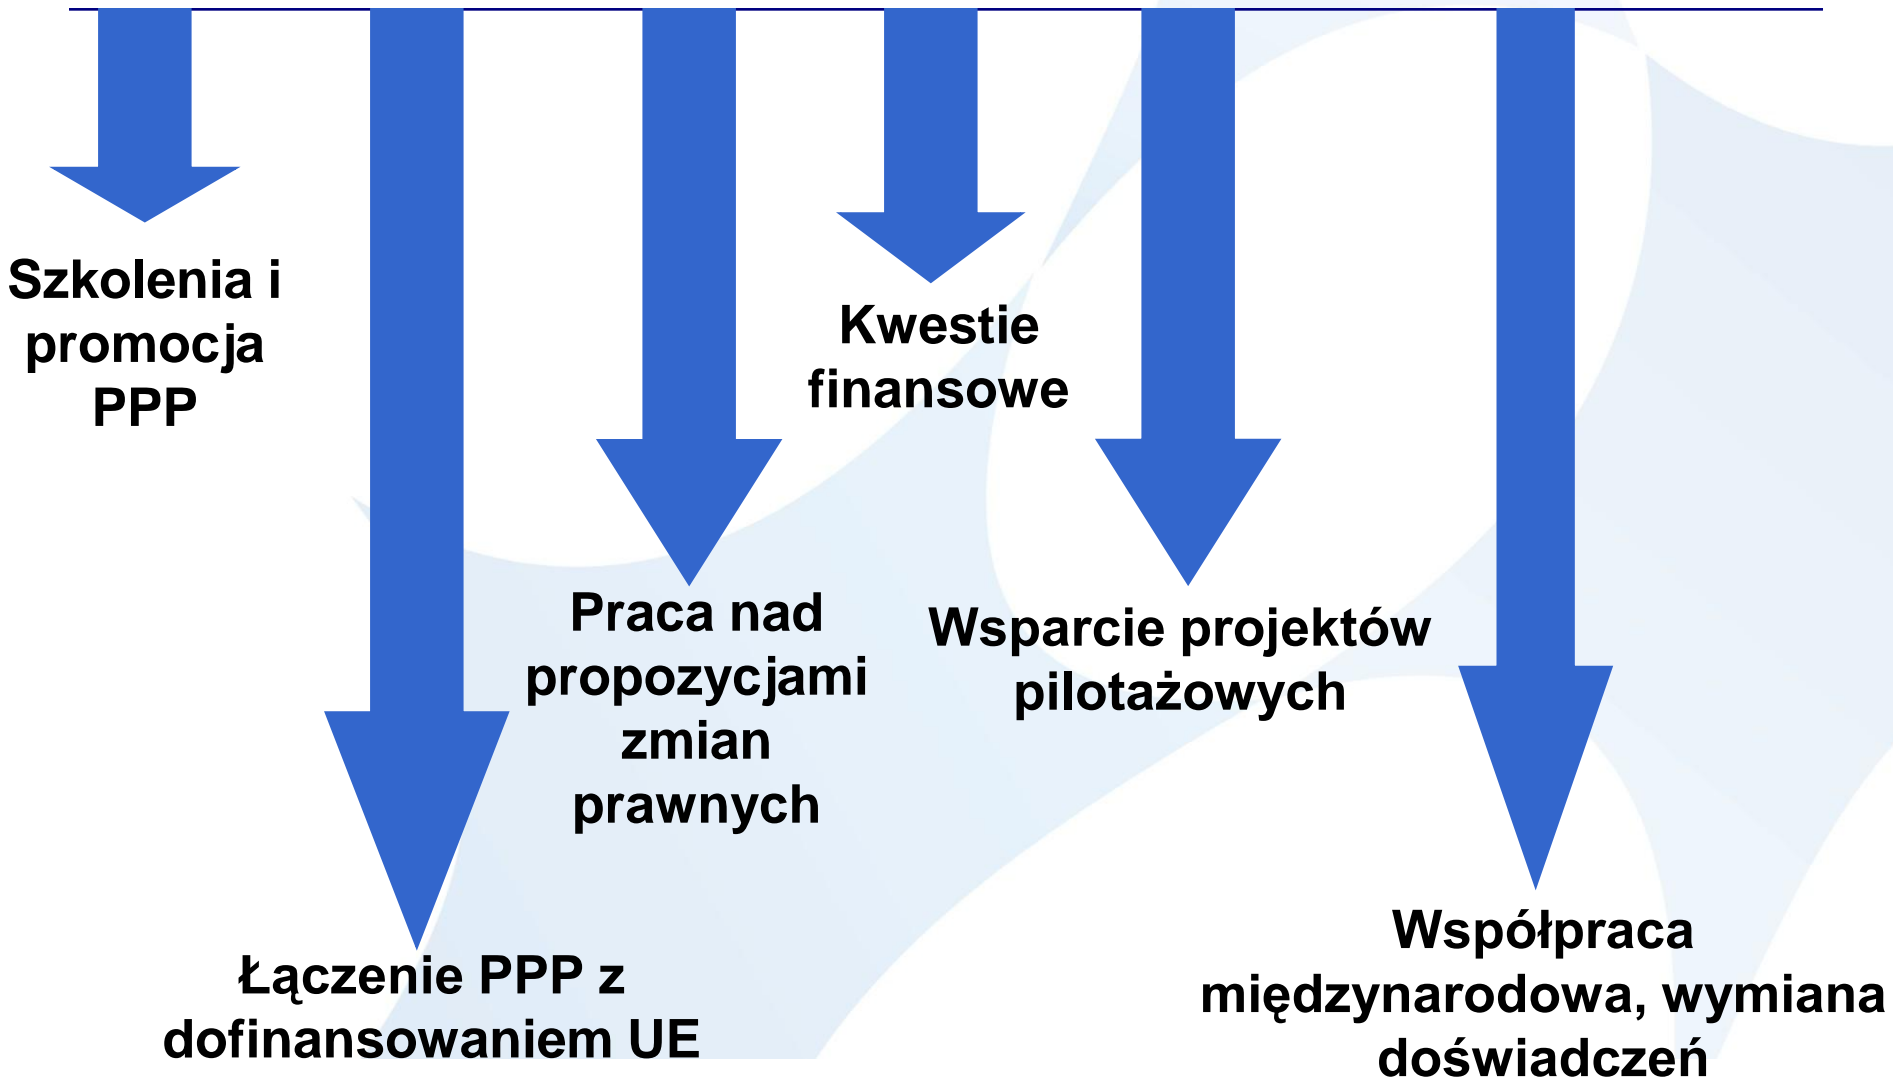 Szkolenia i
promocja
PPP
Łączenie PPP z
dofinansowaniem UE
Praca nad
propozycjami
zmian
prawnych
Kwestie
finansowe
Wsparcie projektów
pilotażowych
Współpraca
międzynarodowa, wymiana
doświadczeń